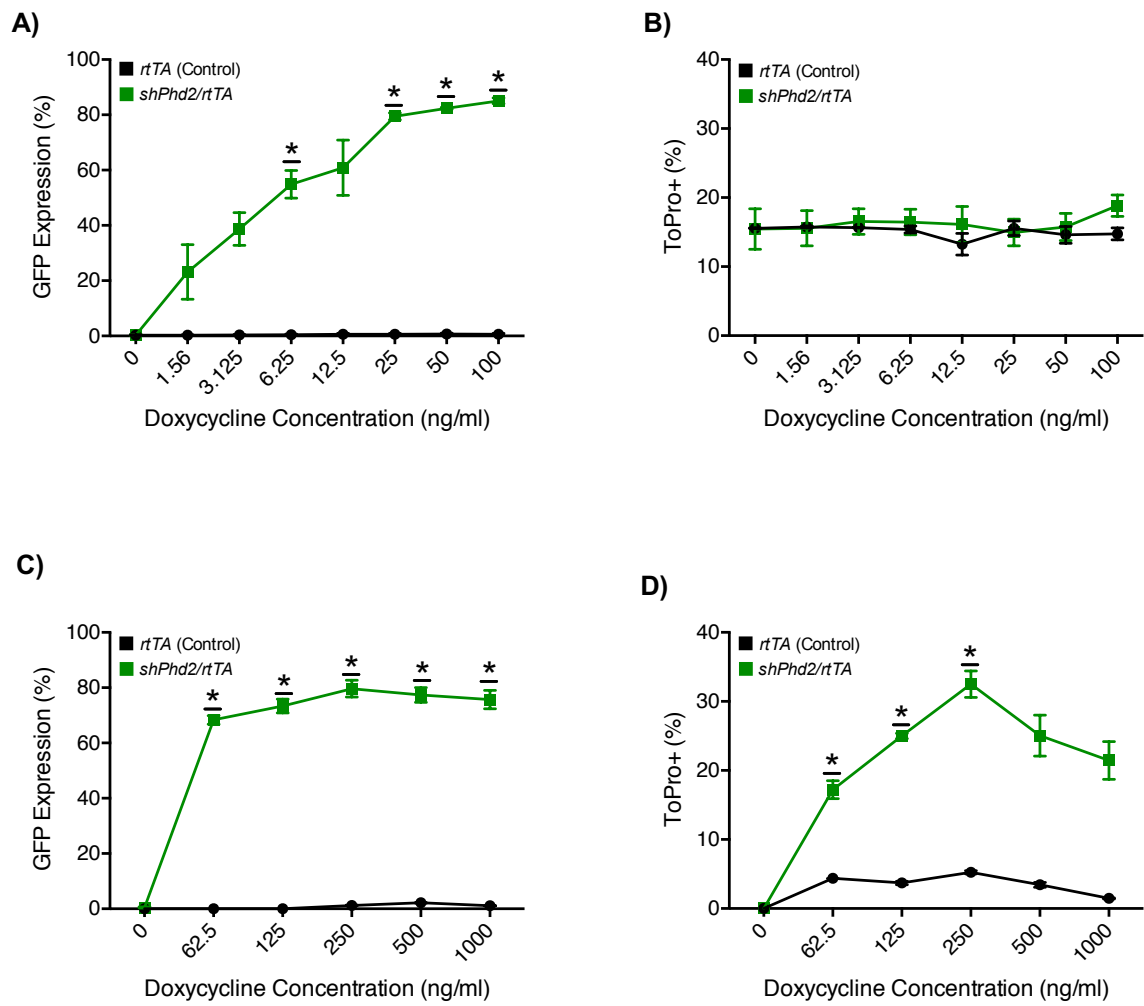 A)
GFP Expression (%)
100
80
60
40
20
0
rtTA (Control)
shPhd2/rtTA
* * * *
0 1.56 3.125 6.25 12.5 25 50 100
Doxycycline Concentration (ng/ml)
B)
ToPro+ (%)
40
30
20
10
0
rtTA (Control)
shPhd2/rtTA
0 1.56 3.125 6.25 12.5 25 50 100
Doxycycline Concentration (ng/ml)
C)
GFP Expression (%)
100
80
60
40
20
0
rtTA (Control)
shPhd2/rtTA
* * * * *
0 62.5 125 250 500 1000
Doxycycline Concentration (ng/ml)
D)
ToPro+ (%)
40
30
20
10
0
rtTA (Control)
shPhd2/rtTA
* * *
0 62.5 125 250 500 1000
Doxycycline Concentration (ng/ml)